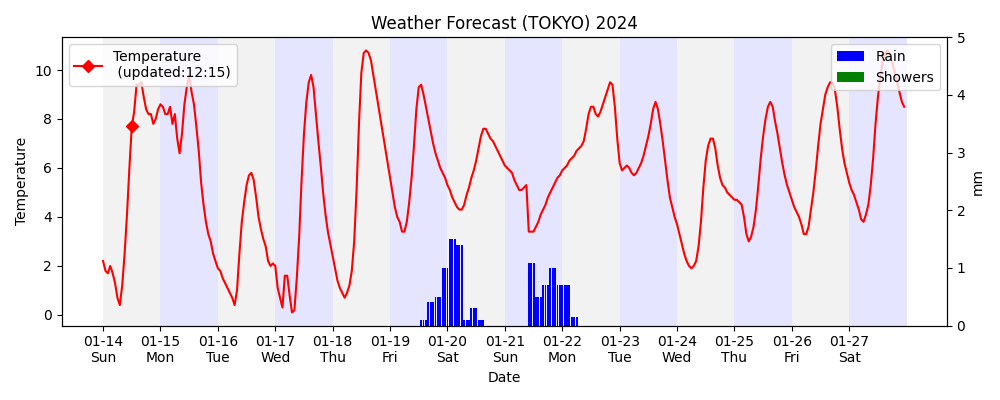 Weather Forecast (TOKYO) 2024
Temperature
(updated:12:15)
Rain
Showers
Temperature
10
8
6
4
2
0
5
4
3
2
1
0
mm
01-14 01-15 01-16 01-17 01-18 01-19 01-20 01-21 01-22 01-23 01-24 01-25 01-26 01-27
Sun Mon Tue Wed Thu Fri Sat Sun Mon Tue Wed Thu Fri Sat
Date